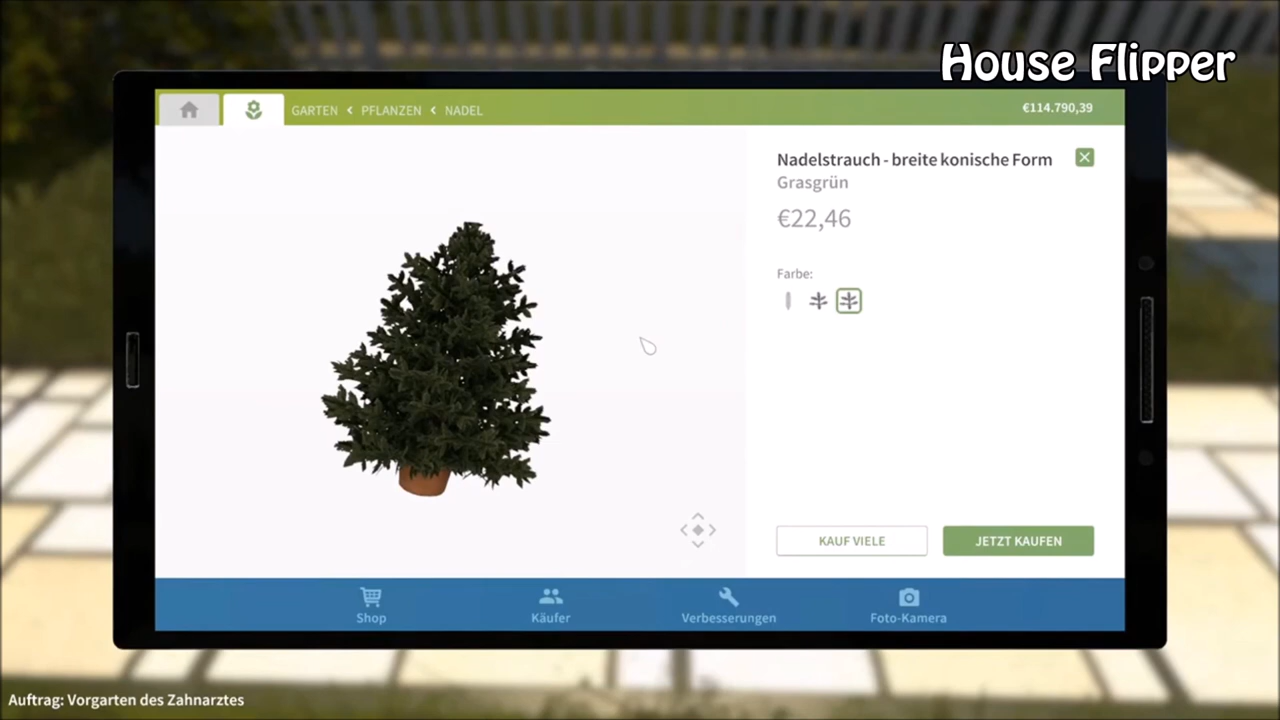 House Flipper
GARTEN < PFLANZEN < NADEL
€114.790,39
Nadelstrauch - breite konische Form
Grasgrün
€22,46
Farbe:
KAUF VIELE
JETZT KAUFEN
Shop
Käufer
Verbesserungen
Foto-Kamera
Auftrag: Vorgarten des Zahnarztes